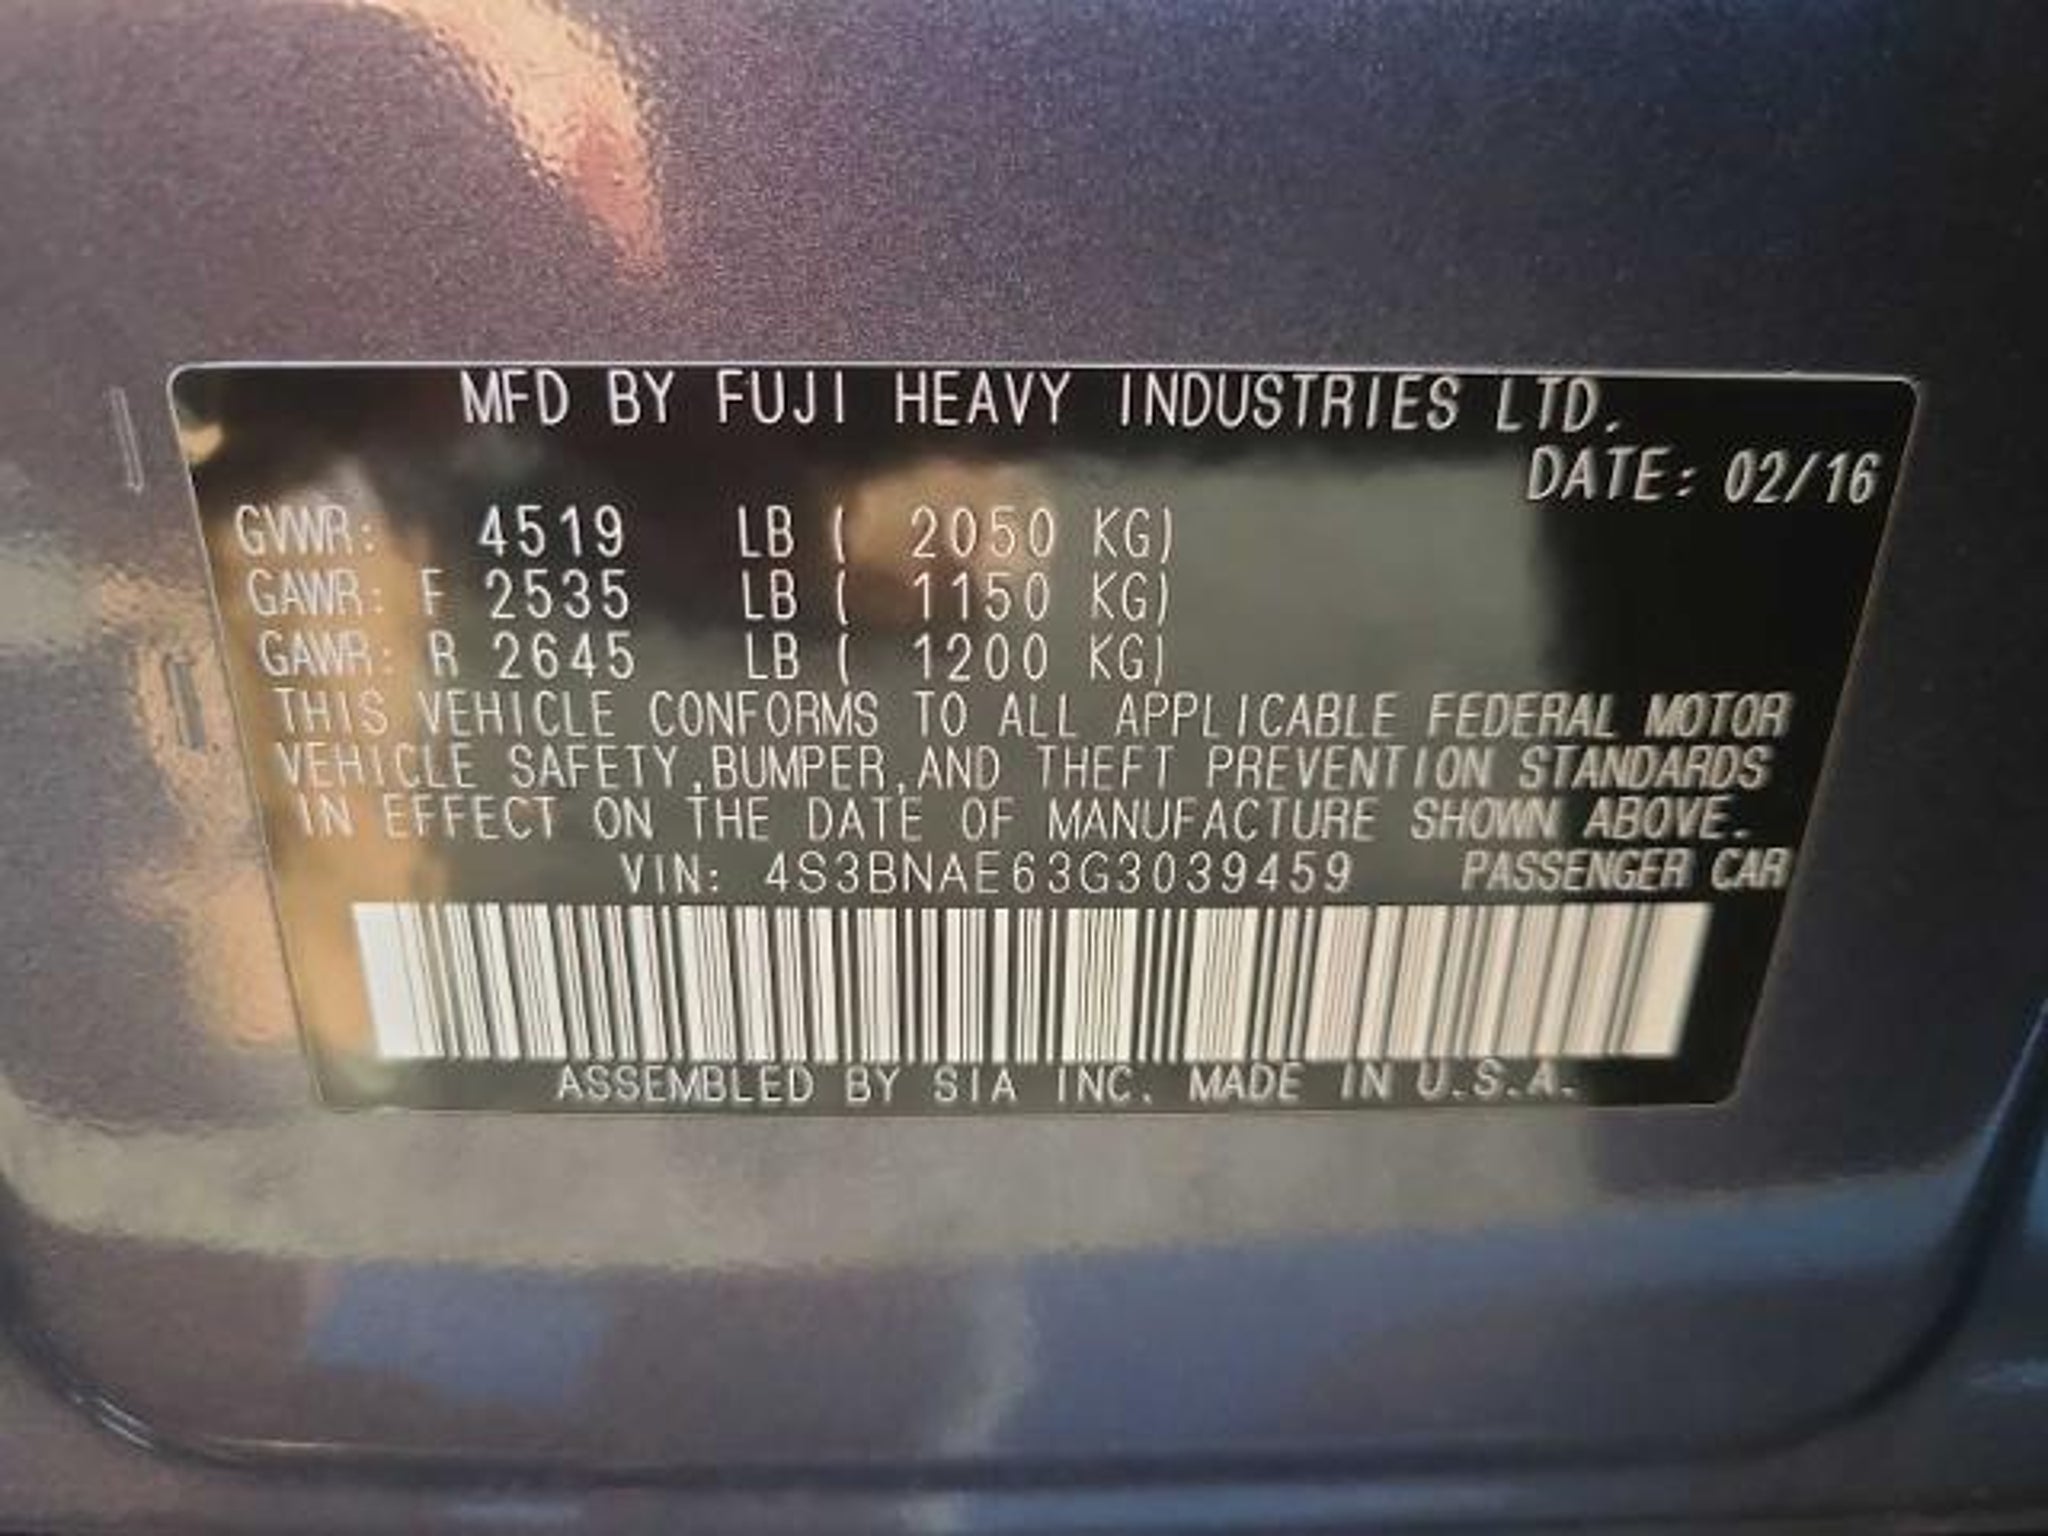 MFD BY FUJI HEAVY INDUSTRIES LTD.
DATE: 02/16
GVWR: 4519 LB ( 2050 KG)
GAWR: F 2535 LB ( 1150 KG)
GAWR: R 2645 LB ( 1200 KG)
THIS VEHICLE CONFORMS TO ALL APPLICABLE FEDERAL MOTOR
VEHICLE SAFETY,BUMPER,AND THEFT PREVENTION STANDARDS
IN EFFECT ON THE DATE OF MANUFACTURE SHOWN ABOVE.
VIN: 4S3BNAE63G3039459 PASSENGER CAR
ASSEMBLED BY SIA INC. MADE IN U.S.A.